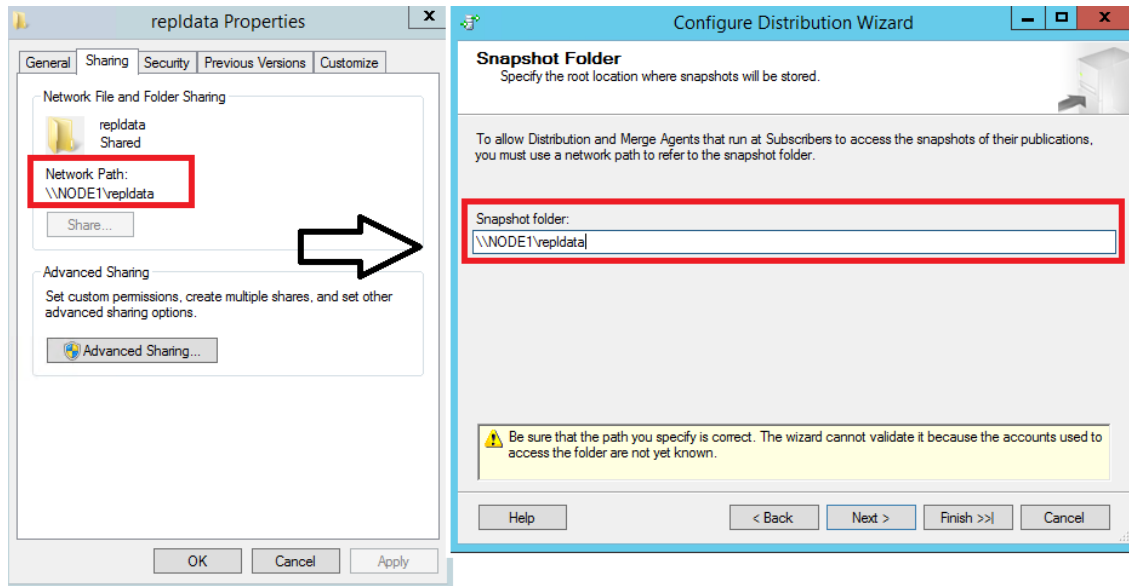 repldata Properties
x
General
Sharing
Security
Previous Versions
Customize
Network File and Folder Sharing
repldata
Shared
Network Path:
\\NODE1\repldata
Share...
Advanced Sharing
Set custom permissions, create multiple shares, and set other
advanced sharing options.
Advanced Sharing...
OK
Cancel
Apply
Configure Distribution Wizard
x
Snapshot Folder
Specify the root location where snapshots will be stored.
To allow Distribution and Merge Agents that run at Subscribers to access the snapshots of their publications,
you must use a network path to refer to the snapshot folder.
Snapshot folder:
\\NODE1\repldata
Be sure that the path you specify is correct. The wizard cannot validate it because the accounts used to
access the folder are not yet known.
Help
< Back
Next >
Finish >>|
Cancel